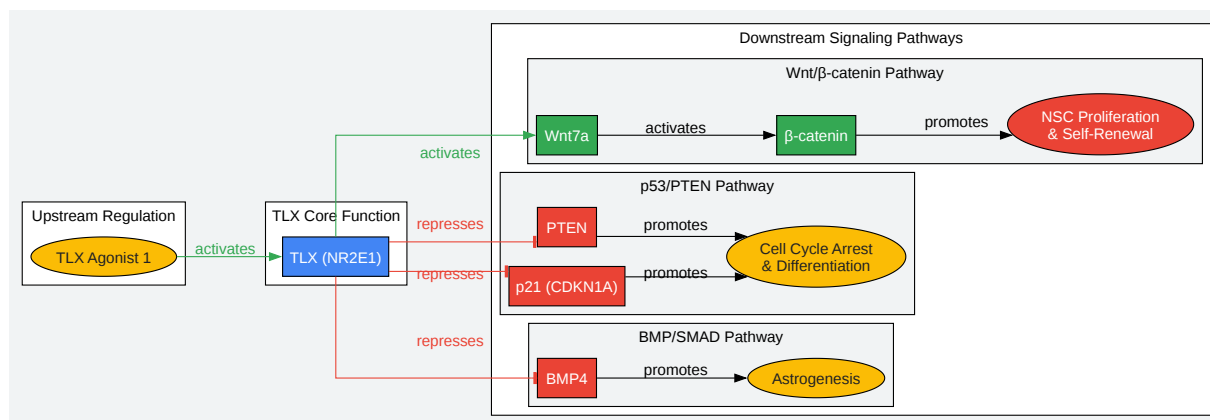 Downstream Signaling Pathways
Wnt/β-catenin Pathway
Wnt7a
activates
β-catenin
promotes
NSC Proliferation
& Self-Renewal
activates
p53/PTEN Pathway
Upstream Regulation
TLX Agonist 1
activates
TLX Core Function
TLX (NR2E1)
represses
PTEN
promotes
Cell Cycle Arrest
& Differentiation
represses
p21 (CDKN1A)
promotes
BMP/SMAD Pathway
represses
BMP4
promotes
Astrogenesis